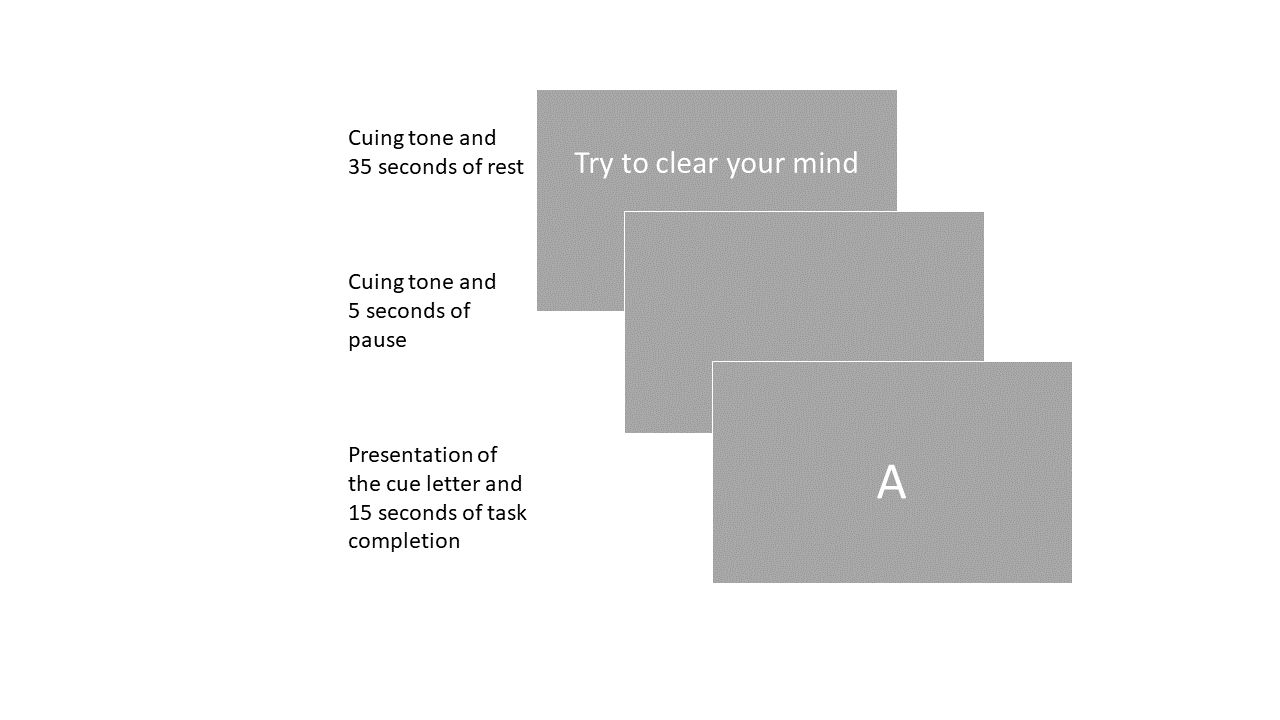 Cuing tone and
35 seconds of rest
Try to clear your mind
Cuing tone and
5 seconds of
pause
Presentation of
the cue letter and
15 seconds of task
completion
A